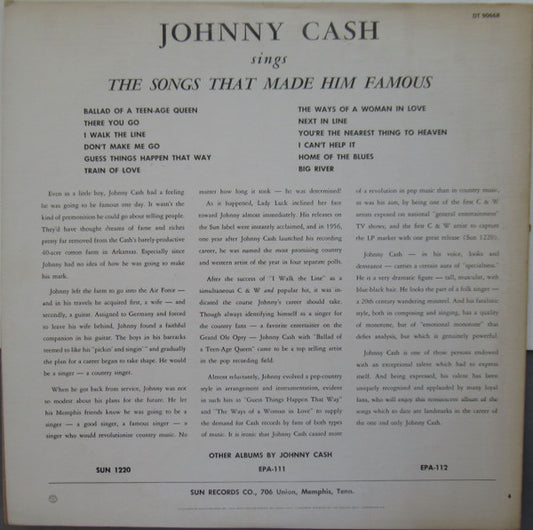 DT 90668
JOHNNY CASH
sings
THE SONGS THAT MADE HIM FAMOUS
BALLAD OF A TEEN-AGE QUEEN
THERE YOU GO
I WALK THE LINE
DON'T MAKE ME GO
GUESS THINGS HAPPEN THAT WAY
TRAIN OF LOVE
THE WAYS OF A WOMAN IN LOVE
NEXT IN LINE
YOU'RE THE NEAREST THING TO HEAVEN
I CAN'T HELP IT
HOME OF THE BLUES
BIG RIVER
Even as a little boy, Johnny Cash had a feeling
he was going to be famous one day. It wasn't the
kind of premonition he could go about telling people.
They'd have thought dreams of fame and riches
pretty far removed from the Cash's barely-productive
40-acre cotton farm in Arkansas. Especially since
Johnny had no idea of how he was going to make
his mark.
Johnny left the farm to go into the Air Force —
and in his travels he acquired first, a wife — and
secondly, a guitar. Assigned to Germany and forced
to leave his wife behind, Johnny found a faithful
companion in his guitar. The boys in his barracks
seemed to like his "pickin' and singin'" and gradually
the plan for a career began to take shape. He would
be a singer — a country singer.
When he got back from service, Johnny was not
so modest about his plans for the future. He let
his Memphis friends know he was going to be a
singer — a good singer, a famous singer — a
singer who would revolutionize country music. No
matter how long it took — he was determined!
As it happened, Lady Luck inclined her face
toward Johnny almost immediately. His releases on
the Sun label were instantly acclaimed, and in 1956,
one year after Johnny Cash launched his recording
career, he was named the most promising country
and western artist of the year in four separate polls.
After the success of "I Walk the Line" as a
simultaneous C & W and popular hit, it was in-
dicated the course Johnny's career should take.
Though always identifying himself as a singer for
the country fans — a favorite entertainer on the
Grand Ole Opry — Johnny Cash with "Ballad of
a Teen-Age Queen" came to be a top selling artist
in the pop recording field.
Almost reluctantly, Johnny evolved a pop-country
style in arrangement and instrumentation, evident
in such hits as "Guess Things Happen That Way"
and "The Ways of a Woman in Love" to supply
the demand for Cash records by fans of both types
of music. It is ironic that Johnny Cash caused more
of a revolution in pop music than in country music,
as was his aim, by being one of the first C & W
artists exposed on national "general entertainment"
TV shows; and the first C & W artist to capture
the LP market with one great release (Sun 1220).
Johnny Cash — in his voice, looks and
demeanor — carries a certain aura of "specialness."
He is a very dramatic figure — tall, muscular, with
blue-black hair. He looks the part of a folk singer —
a 20th century wandering minstrel. And his fatalistic
style, both in composing and singing, has a quality
of monotone, but of "emotional monotone" that
defies analysis, but which is genuinely powerful.
Johnny Cash is one of those persons endowed
with an exceptional talent which had to express
itself. And being expressed, his talent has been
uniquely recognized and applauded by many loyal
fans, who will enjoy this reminiscent album of the
songs which to date are landmarks in the career of
the one and only Johnny Cash.
OTHER ALBUMS BY JOHNNY CASH
SUN 1220
EPA-111
EPA-112
SUN RECORDS CO., 706 Union, Memphis, Tenn.
4